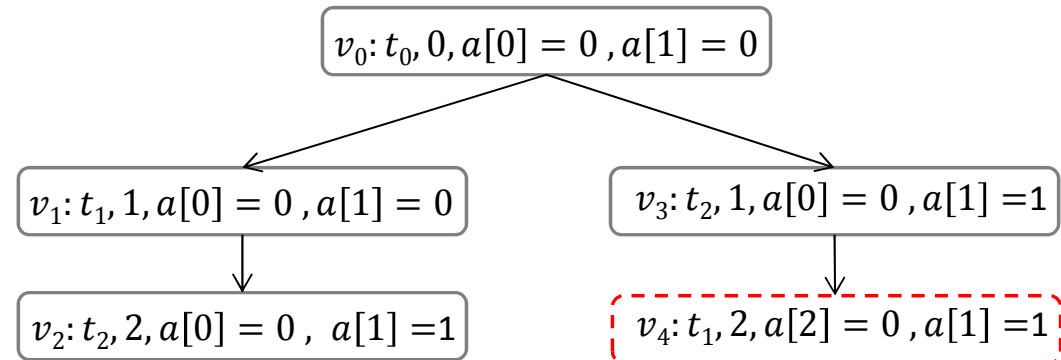 v₀: t₀, 0, a[0] = 0 , a[1] = 0
v₁: t₁, 1, a[0] = 0 , a[1] = 0
v₃: t₂, 1, a[0] = 0 , a[1] =1
v₂: t₂, 2, a[0] = 0 , a[1] =1
v₄: t₁, 2, a[2] = 0 , a[1] =1